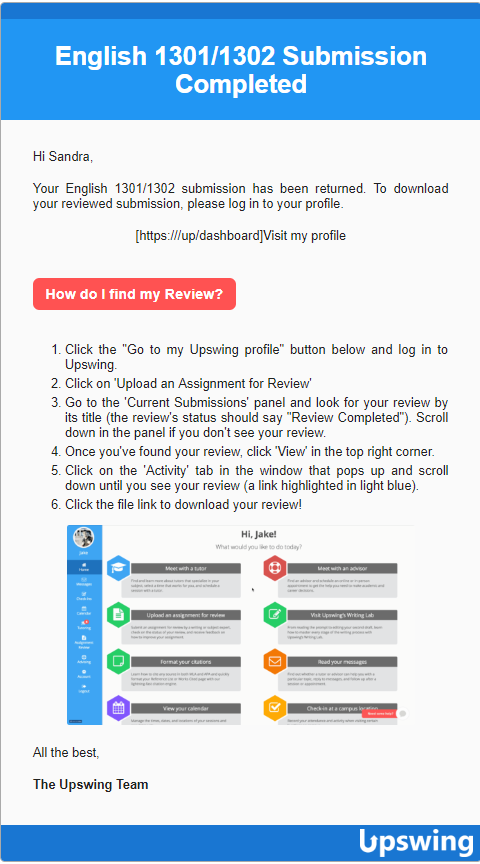 English 1301/1302 Submission
Completed
Hi Sandra,
Your English 1301/1302 submission has been returned. To download
your reviewed submission, please log in to your profile.
[https:///up/dashboard]Visit my profile
How do I find my Review?
1. Click the "Go to my Upswing profile" button below and log in to
Upswing.
2. Click on 'Upload an Assignment for Review'
3. Go to the 'Current Submissions' panel and look for your review by
its title (the review's status should say "Review Completed"). Scroll
down in the panel if you don't see your review.
4. Once you've found your review, click 'View' in the top right corner.
5. Click on the 'Activity' tab in the window that pops up and scroll
down until you see your review (a link highlighted in light blue).
6. Click the file link to download your review!
Jake
Home
Messages
Calendar
Account
Logout
Hi, Jake!
What would you like to do today?
Meet with a tutor
Meet with an advisor
Upload an assignment for review
Visit Upswing's Writing Lab
Format your citations
Read your messages
View your calendar
Check-in at a campus location
All the best,
The Upswing Team
Upswing